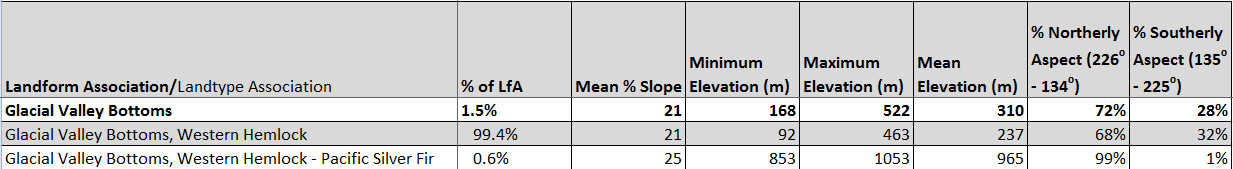 Landform Association/Landtype Association % of LfA Mean % Slope Minimum Elevation (m) Maximum Elevation (m) Mean Elevation (m) % Northerly Aspect (226° - 134°) % Southerly Aspect (135° - 225°)
Glacial Valley Bottoms 1.5% 21 168 522 310 72% 28%
Glacial Valley Bottoms, Western Hemlock 99.4% 21 92 463 237 68% 32%
Glacial Valley Bottoms, Western Hemlock - Pacific Silver Fir 0.6% 25 853 1053 965 99% 1%